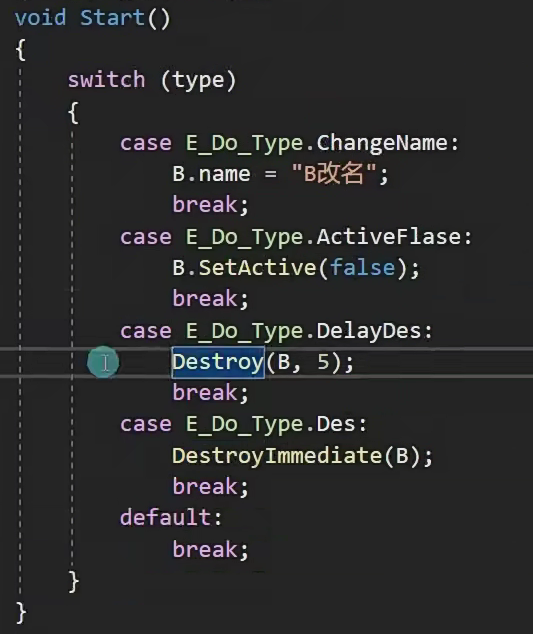 void Start()
{
switch (type)
{
case E_Do_Type.ChangeName:
B.name = "B改名";
break;
case E_Do_Type.ActiveFlase:
B.SetActive(false);
break;
case E_Do_Type.DelayDes:
Destroy(B, 5);
break;
case E_Do_Type.Des:
DestroyImmediate(B);
break;
default:
break;
}
}